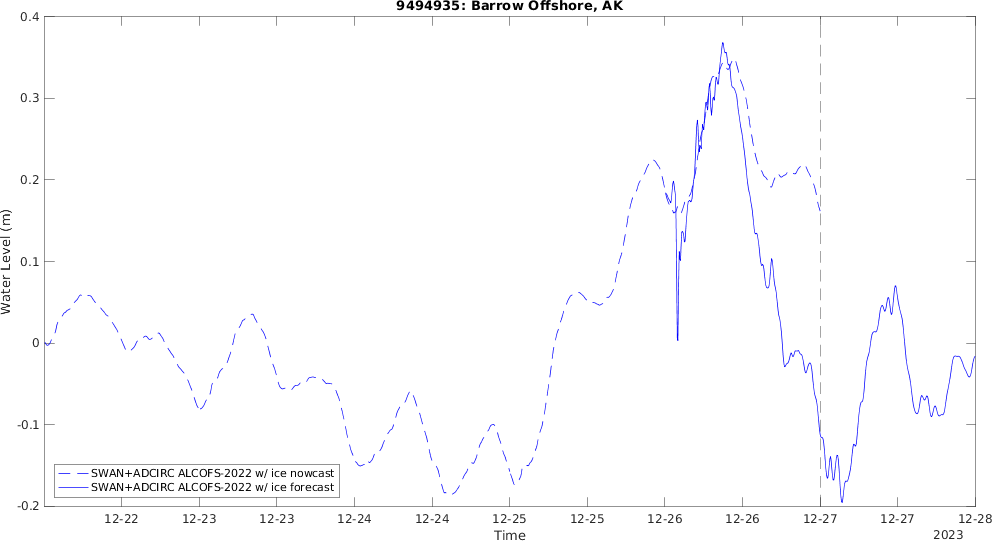 9494935: Barrow Offshore, AK
0.4
0.3
0.2
0.1
0
-0.1
-0.2
Water Level (m)
SWAN+ADCIRC ALCOFS-2022 w/ ice nowcast
SWAN+ADCIRC ALCOFS-2022 w/ ice forecast
12-22 12-23 12-23 12-24 12-24 12-25 12-25 12-26 12-26 12-27 12-27 12-28
Time
2023